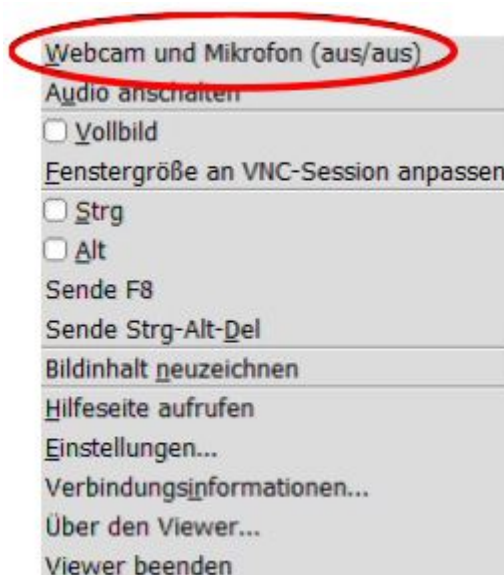 Webcam und Mikrofon (aus/aus)
Audio anschalten
Vollbild
Fenstergröße an VNC-Session anpassen
Strg
Alt
Sende F8
Sende Strg-Alt-Del
Bildinhalt neuzeichnen
Hilfeseite aufrufen
Einstellungen...
Verbindungsinformationen...
Über den Viewer...
Viewer beenden